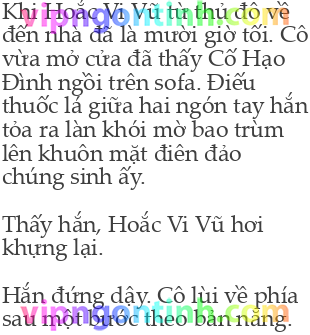 Khi Hoắc Vi Vũ từ thủ đô về
vipngontinh.com
đến nhà đã là mười giờ tối. Cô
vừa mở cửa đã thấy Cố Hạo
Đình ngồi trên sofa. Điếu
thuốc lá giữa hai ngón tay hắn
tỏa ra làn khói mờ bao trùm
lên khuôn mặt điên đảo
chúng sinh ấy.
Thấy hắn, Hoắc Vi Vũ hơi
khựng lại.
Hắn đứng dậy. Cô lùi về phía
vipngontinh.com
sau một bước theo bản năng.